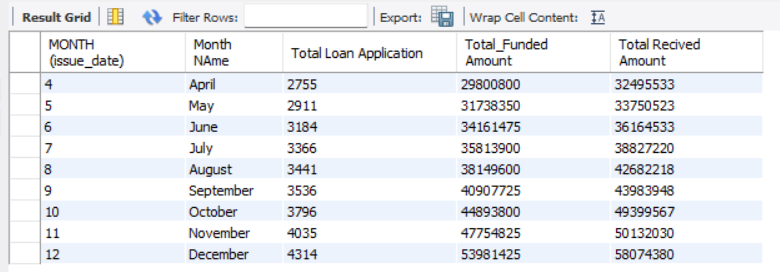 Result Grid Filter Rows: Export: Wrap Cell Content: IA
MONTH (issue_date) Month NAme Total Loan Application Total_Funded Amount Total Recived Amount
4 April 2755 29800800 32495533
5 May 2911 31738350 33750523
6 June 3184 34161475 36164533
7 July 3366 35813900 38827220
8 August 3441 38149600 42682218
9 September 3536 40907725 43983948
10 October 3796 44893800 49399567
11 November 4035 47754825 50132030
12 December 4314 53981425 58074380